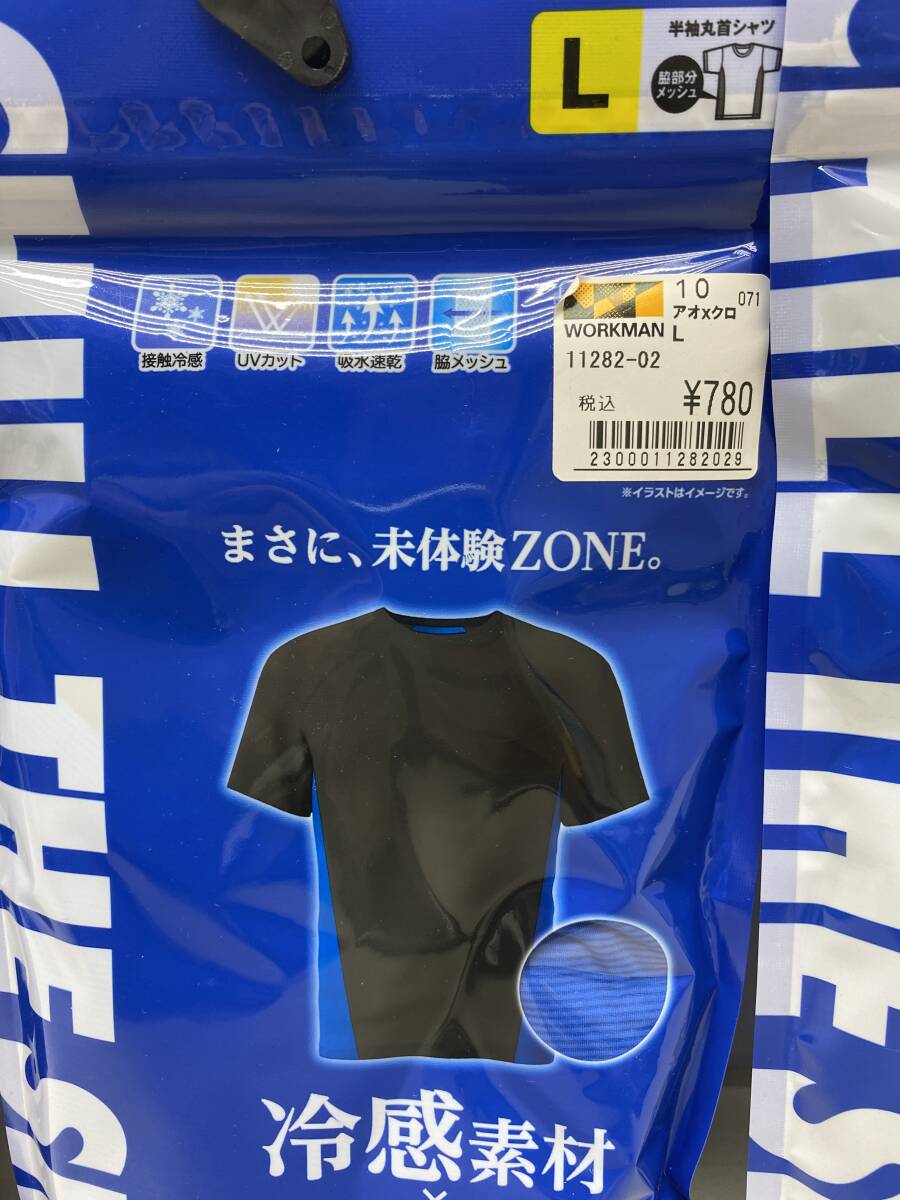 L
半袖丸首シャツ
脇部分
メッシュ
接触冷感
UVカット
吸水速乾
脇メッシュ
WORKMAN
10
アオxクロ
071
L
11282-02
税込
¥780
2300011282029
※イラストはイメージです。
まさに、未体験ZONE。
冷感素材
×